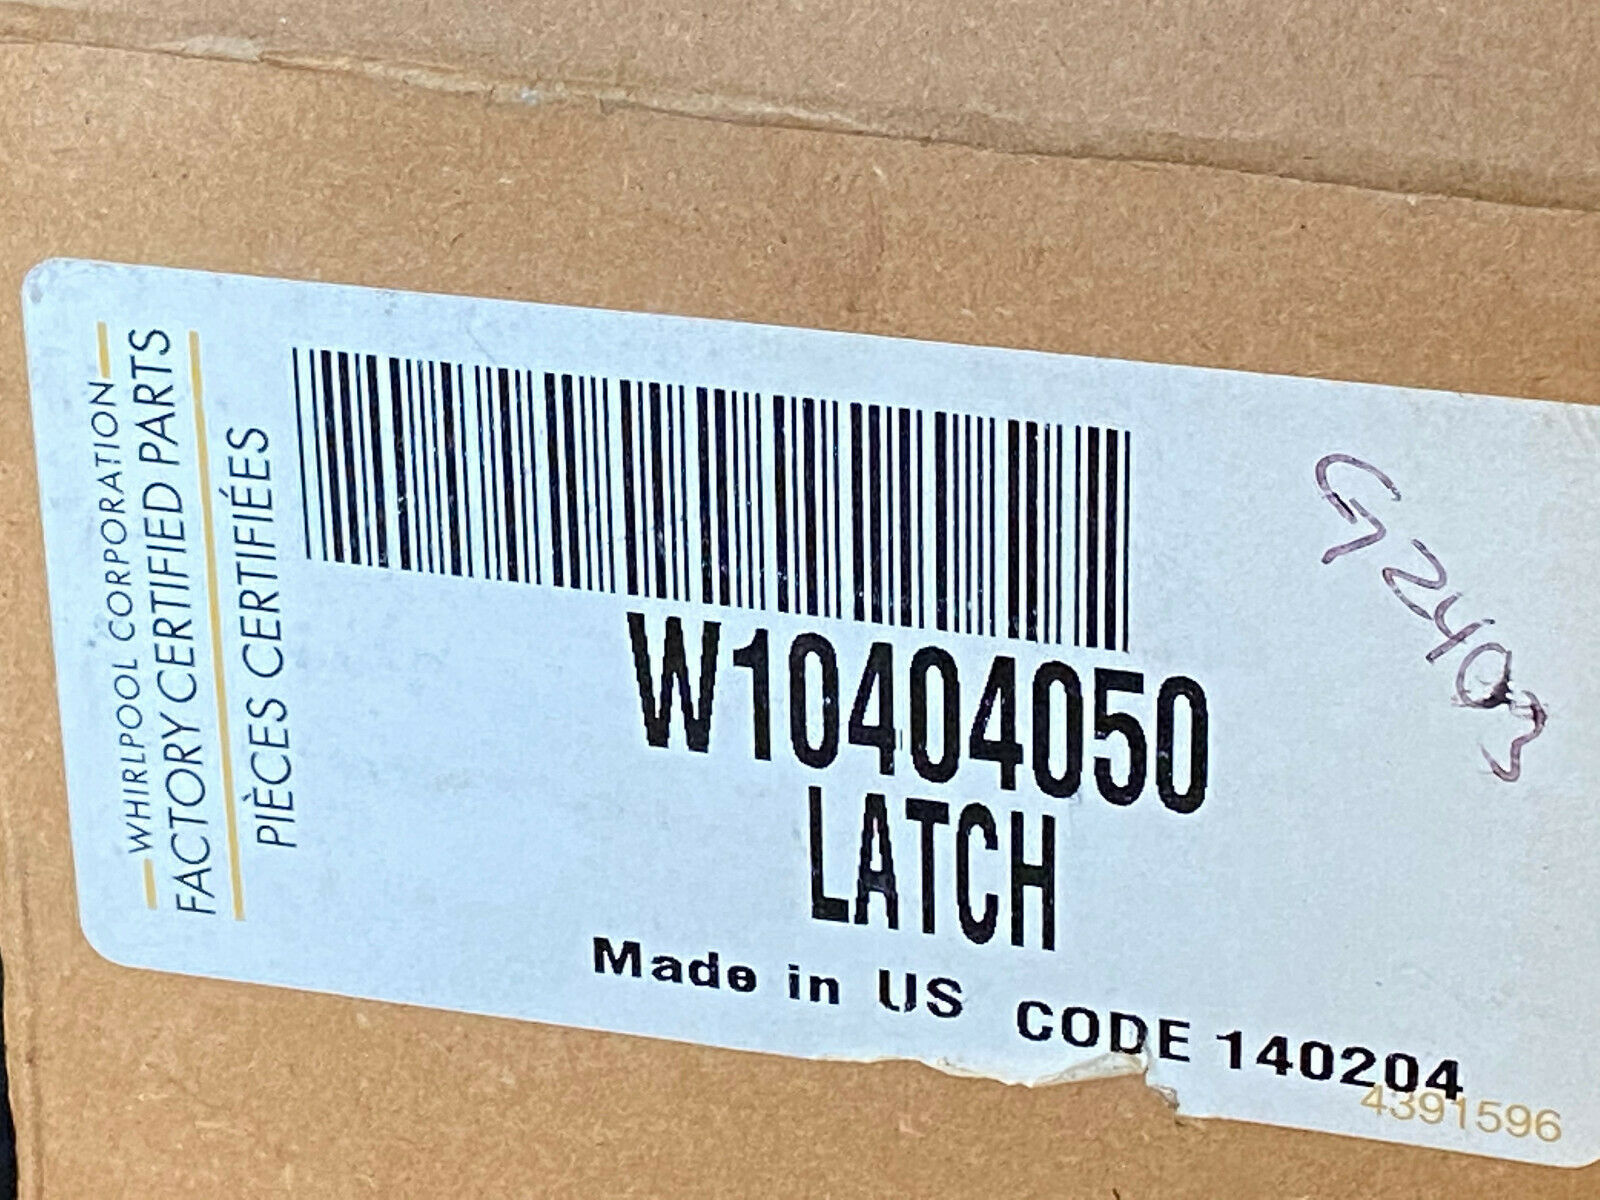 WHIRLPOOL CORPORATION
FACTORY CERTIFIED PARTS
PIÈCES CERTIFIÉES
W10404050
LATCH
Made in US CODE 140204
4391596